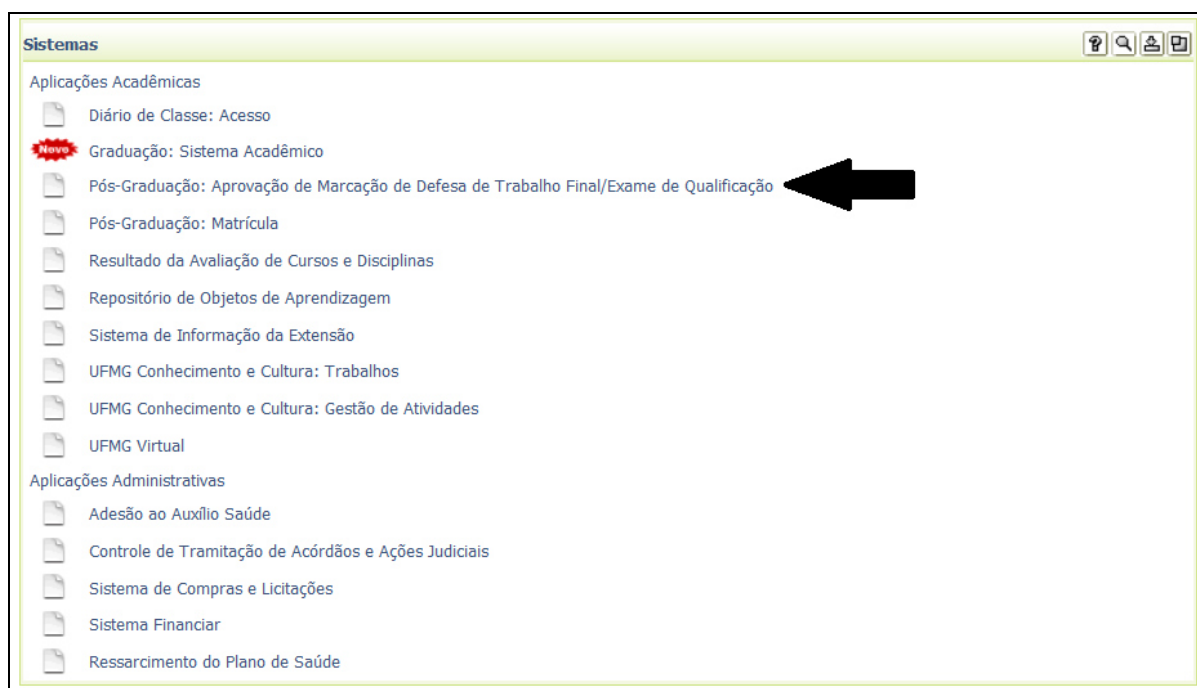 Sistemas
Aplicações Acadêmicas
Diário de Classe: Acesso
Novo Graduação: Sistema Acadêmico
Pós-Graduação: Aprovação de Marcação de Defesa de Trabalho Final/Exame de Qualificação
Pós-Graduação: Matrícula
Resultado da Avaliação de Cursos e Disciplinas
Repositório de Objetos de Aprendizagem
Sistema de Informação da Extensão
UFMG Conhecimento e Cultura: Trabalhos
UFMG Conhecimento e Cultura: Gestão de Atividades
UFMG Virtual
Aplicações Administrativas
Adesão ao Auxílio Saúde
Controle de Tramitação de Acórdãos e Ações Judiciais
Sistema de Compras e Licitações
Sistema Financiar
Ressarcimento do Plano de Saúde